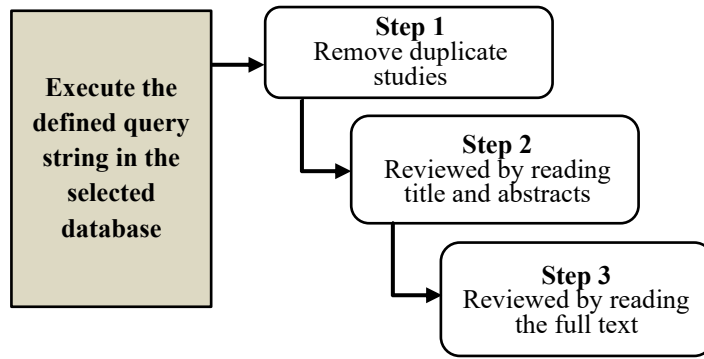 Execute the
defined query
string in the
selected
database
Step 1
Remove duplicate
studies
Step 2
Reviewed by reading
title and abstracts
Step 3
Reviewed by reading
the full text